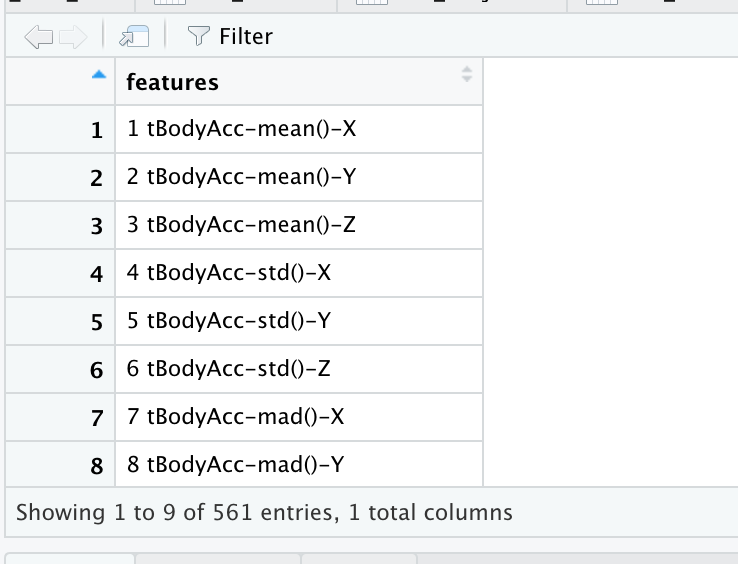 Filter
features
1 1 tBodyAcc-mean()-X
2 2 tBodyAcc-mean()-Y
3 3 tBodyAcc-mean()-Z
4 4 tBodyAcc-std()-X
5 5 tBodyAcc-std()-Y
6 6 tBodyAcc-std()-Z
7 7 tBodyAcc-mad()-X
8 8 tBodyAcc-mad()-Y
Showing 1 to 9 of 561 entries, 1 total columns